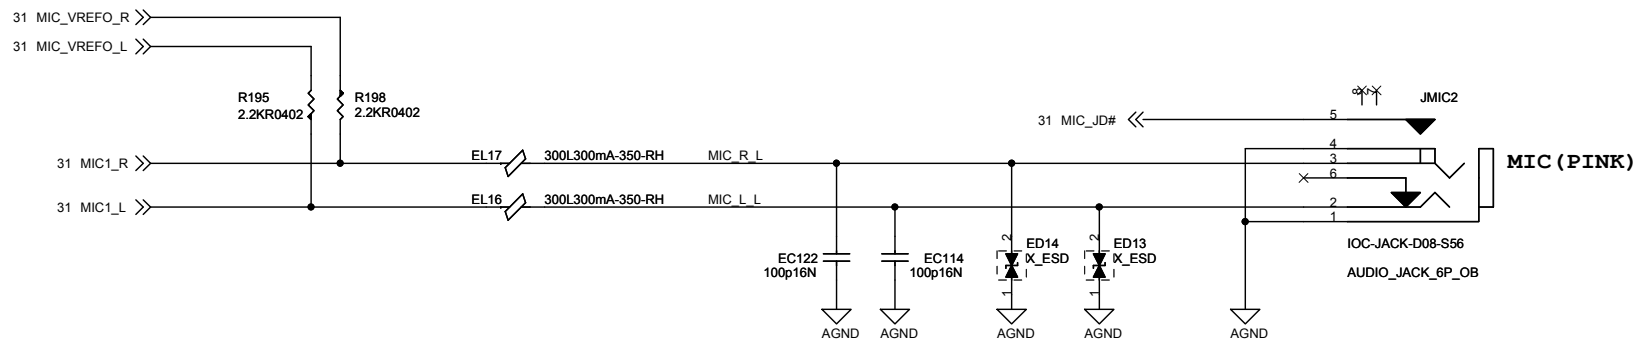 31 MIC_VREFO_R
31 MIC_VREFO_L
R195
2.2KR0402
R198
2.2KR0402
31 MIC_JD#
5
8
7
JMIC2
31 MIC1_R
EL17
300L300mA-350-RH
MIC_R_L
4
3
6
MIC(PINK)
31 MIC1_L
EL16
300L300mA-350-RH
MIC_L_L
2
1
EC122
100p16N
EC114
100p16N
2
ED14
X_ESD
1
2
ED13
X_ESD
1
IOC-JACK-D08-S56
AUDIO_JACK_6P_OB
AGND
AGND
AGND
AGND
AGND